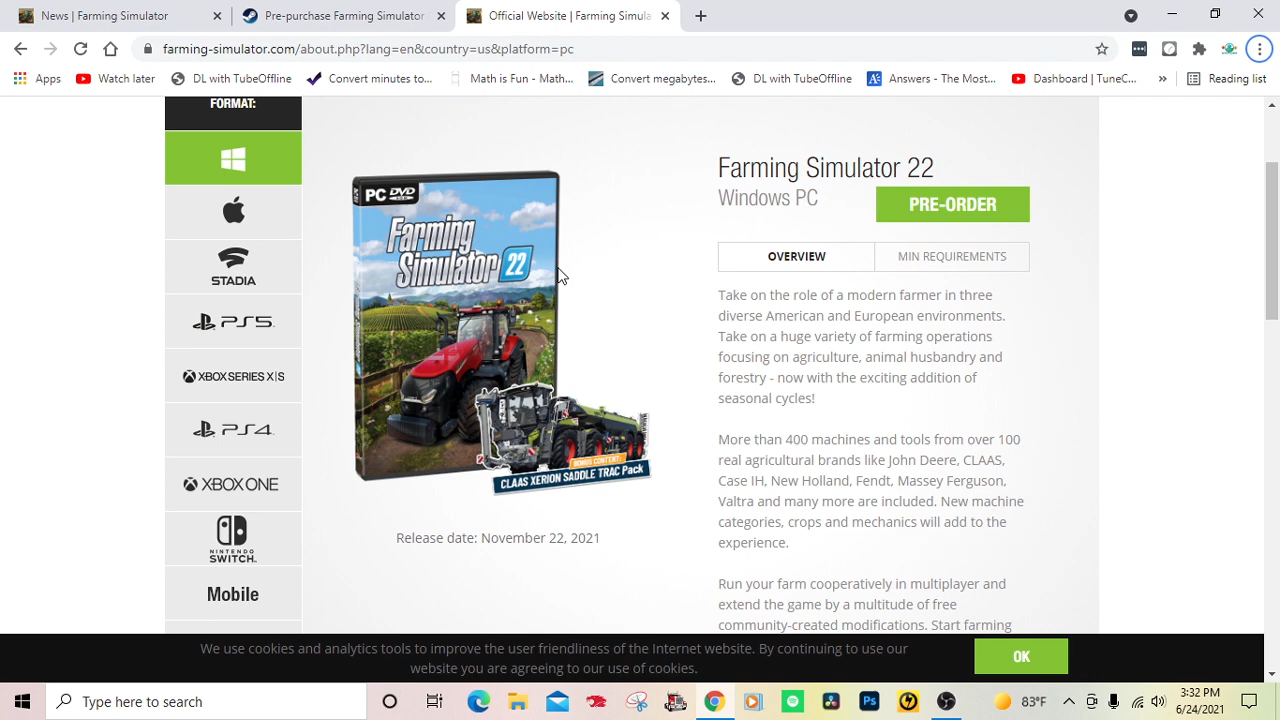 News | Farming Simulator
Pre-purchase Farming Simulator
Official Website | Farming Simula
farming-simulator.com/about.php?lang=en&country=us&platform=pc
Apps
Watch later
DL with TubeOffline
Convert minutes to...
Math is Fun - Math...
Convert megabytes...
DL with TubeOffline
Answers - The Most...
Dashboard | TuneC...
»
Reading list
FORMAT:
STADIA
PS5
XBOX SERIES X|S
PS4
XBOX ONE
NINTENDO
SWITCH
Mobile
PC DVD
Farming
Simulator 22
BONUS CONTENT:
CLAAS XERION SADDLE TRAC Pack
Release date: November 22, 2021
Farming Simulator 22
Windows PC
PRE-ORDER
OVERVIEW
MIN REQUIREMENTS
Take on the role of a modern farmer in three
diverse American and European environments.
Take on a huge variety of farming operations
focusing on agriculture, animal husbandry and
forestry - now with the exciting addition of
seasonal cycles!
More than 400 machines and tools from over 100
real agricultural brands like John Deere, CLAAS,
Case IH, New Holland, Fendt, Massey Ferguson,
Valtra and many more are included. New machine
categories, crops and mechanics will add to the
experience.
Run your farm cooperatively in multiplayer and
extend the game by a multitude of free
community-created modifications. Start farming
We use cookies and analytics tools to improve the user friendliness of the Internet website. By continuing to use our
website you are agreeing to our use of cookies.
OK
Type here to search
Ps
83°F
3:32 PM
6/24/2021